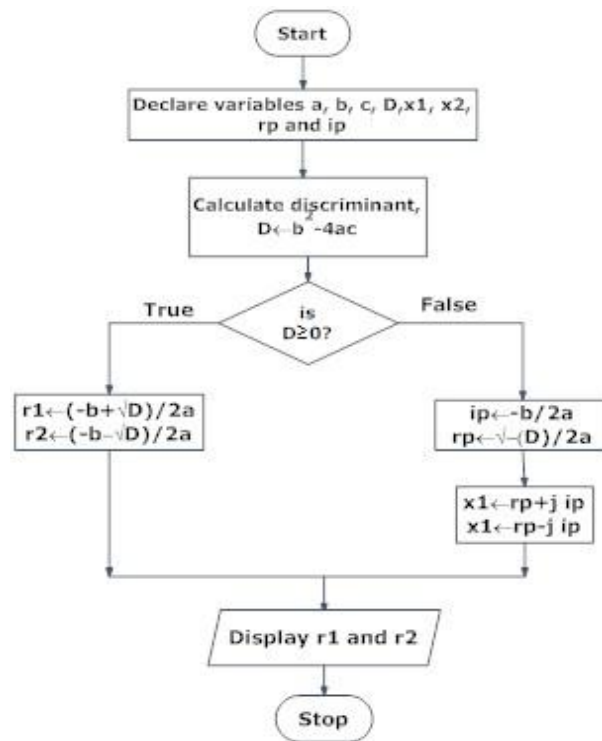 Start
Declare variables a, b, c, D,x1, x2,
rp and ip
Calculate discriminant,
D←b²-4ac
True
is
D≥0?
False
r1←(-b+√D)/2a
r2←(-b–√D)/2a
ip←-b/2a
rp←√–(D)/2a
x1←rp+j ip
x1←rp-j ip
Display r1 and r2
Stop